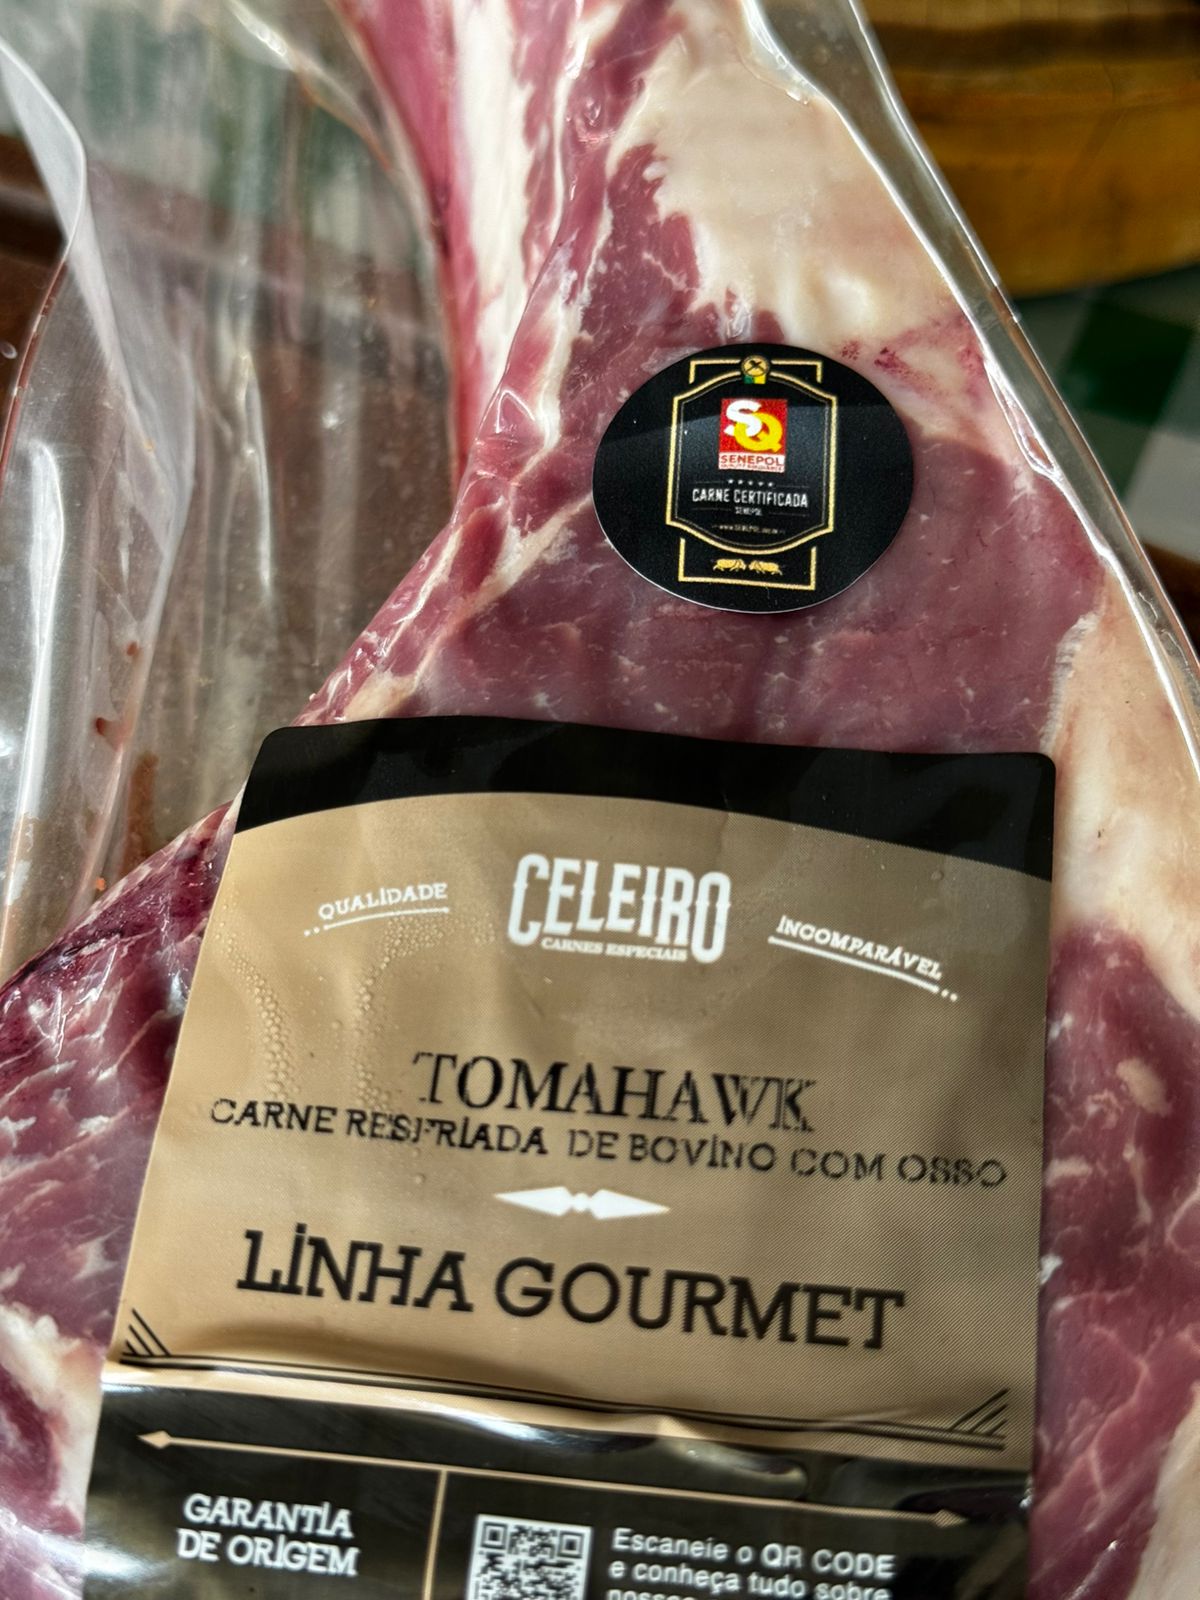 SQ
SENEPOL
CARNE CERTIFICADA
SENEPOL
QUALIDADE
CELEIRO
CARNES ESPECIAIS
INCOMPARÁVEL
TOMAHAWK
CARNE RESFRIADA DE BOVINO COM OSSO
LINHA GOURMET
GARANTIA
DE ORIGEM
Escaneie o QR CODE
e conheça tudo sobre